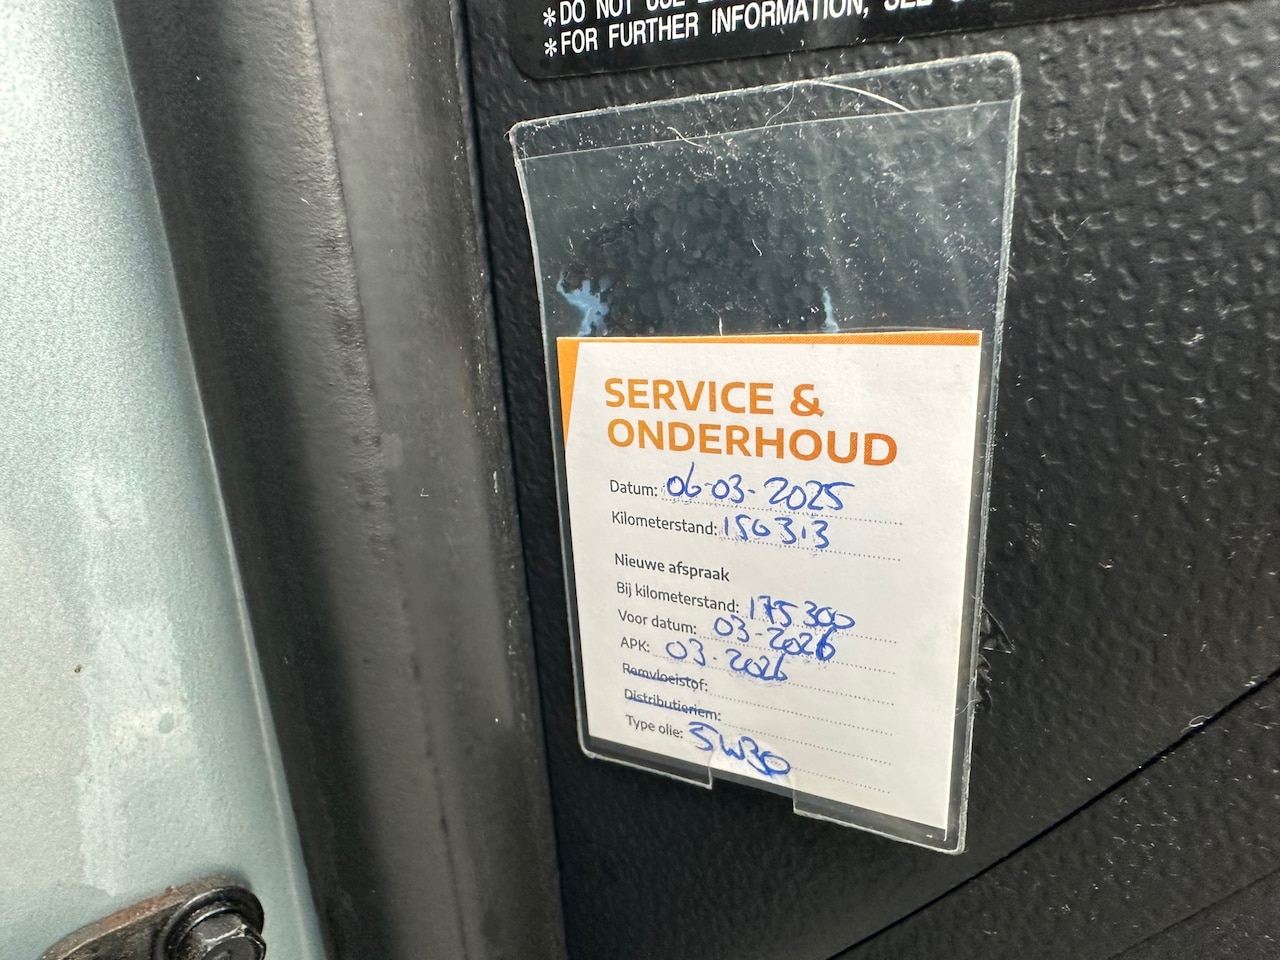 *DO NOT USE
*FOR FURTHER INFORMATION, SEE
SERVICE &
ONDERHOUD
Datum: 06-03-2025
Kilometerstand: 150313
Nieuwe afspraak
Bij kilometerstand: 175300
Voor datum: 03-2026
APK: 03-2026
Remvloeistof:
Distributieriem:
Type olie: 5W30